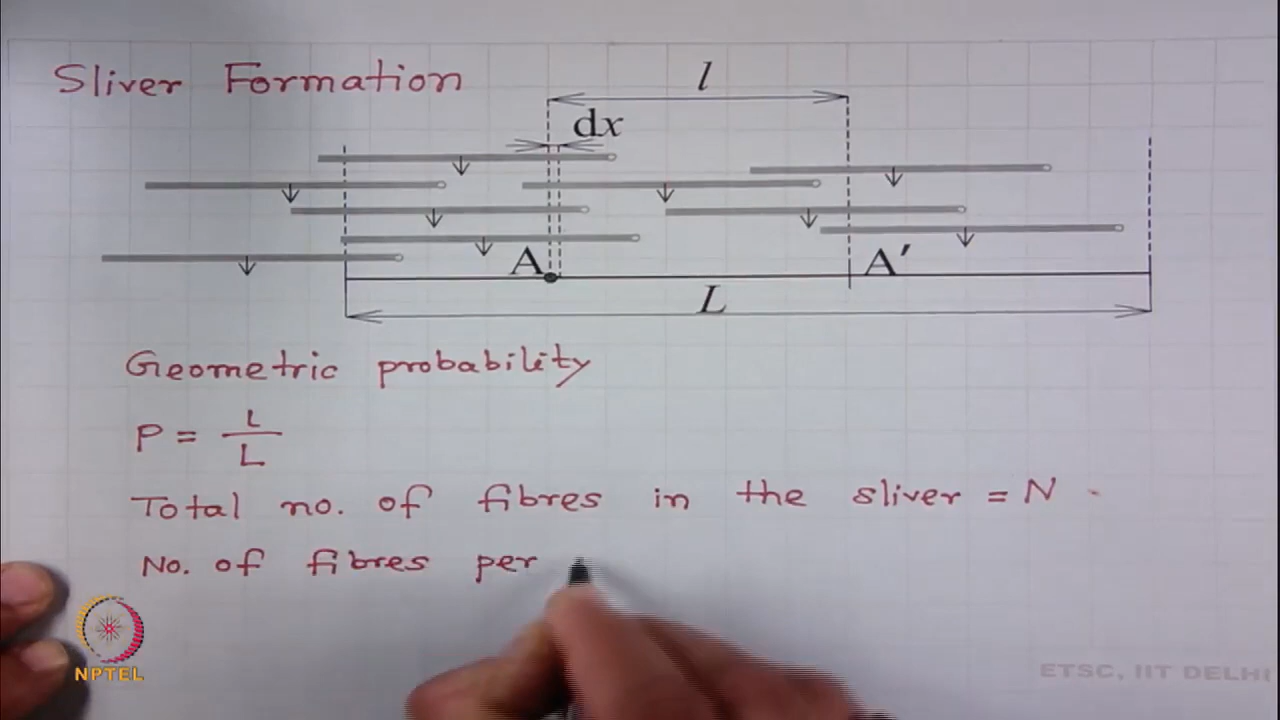 Sliver Formation
l
dx
A
A′
L
Geometric probability
P = l / L
Total no. of fibres in the sliver = N
No. of fibres per
NPTEL
ETSC, IIT DELHI